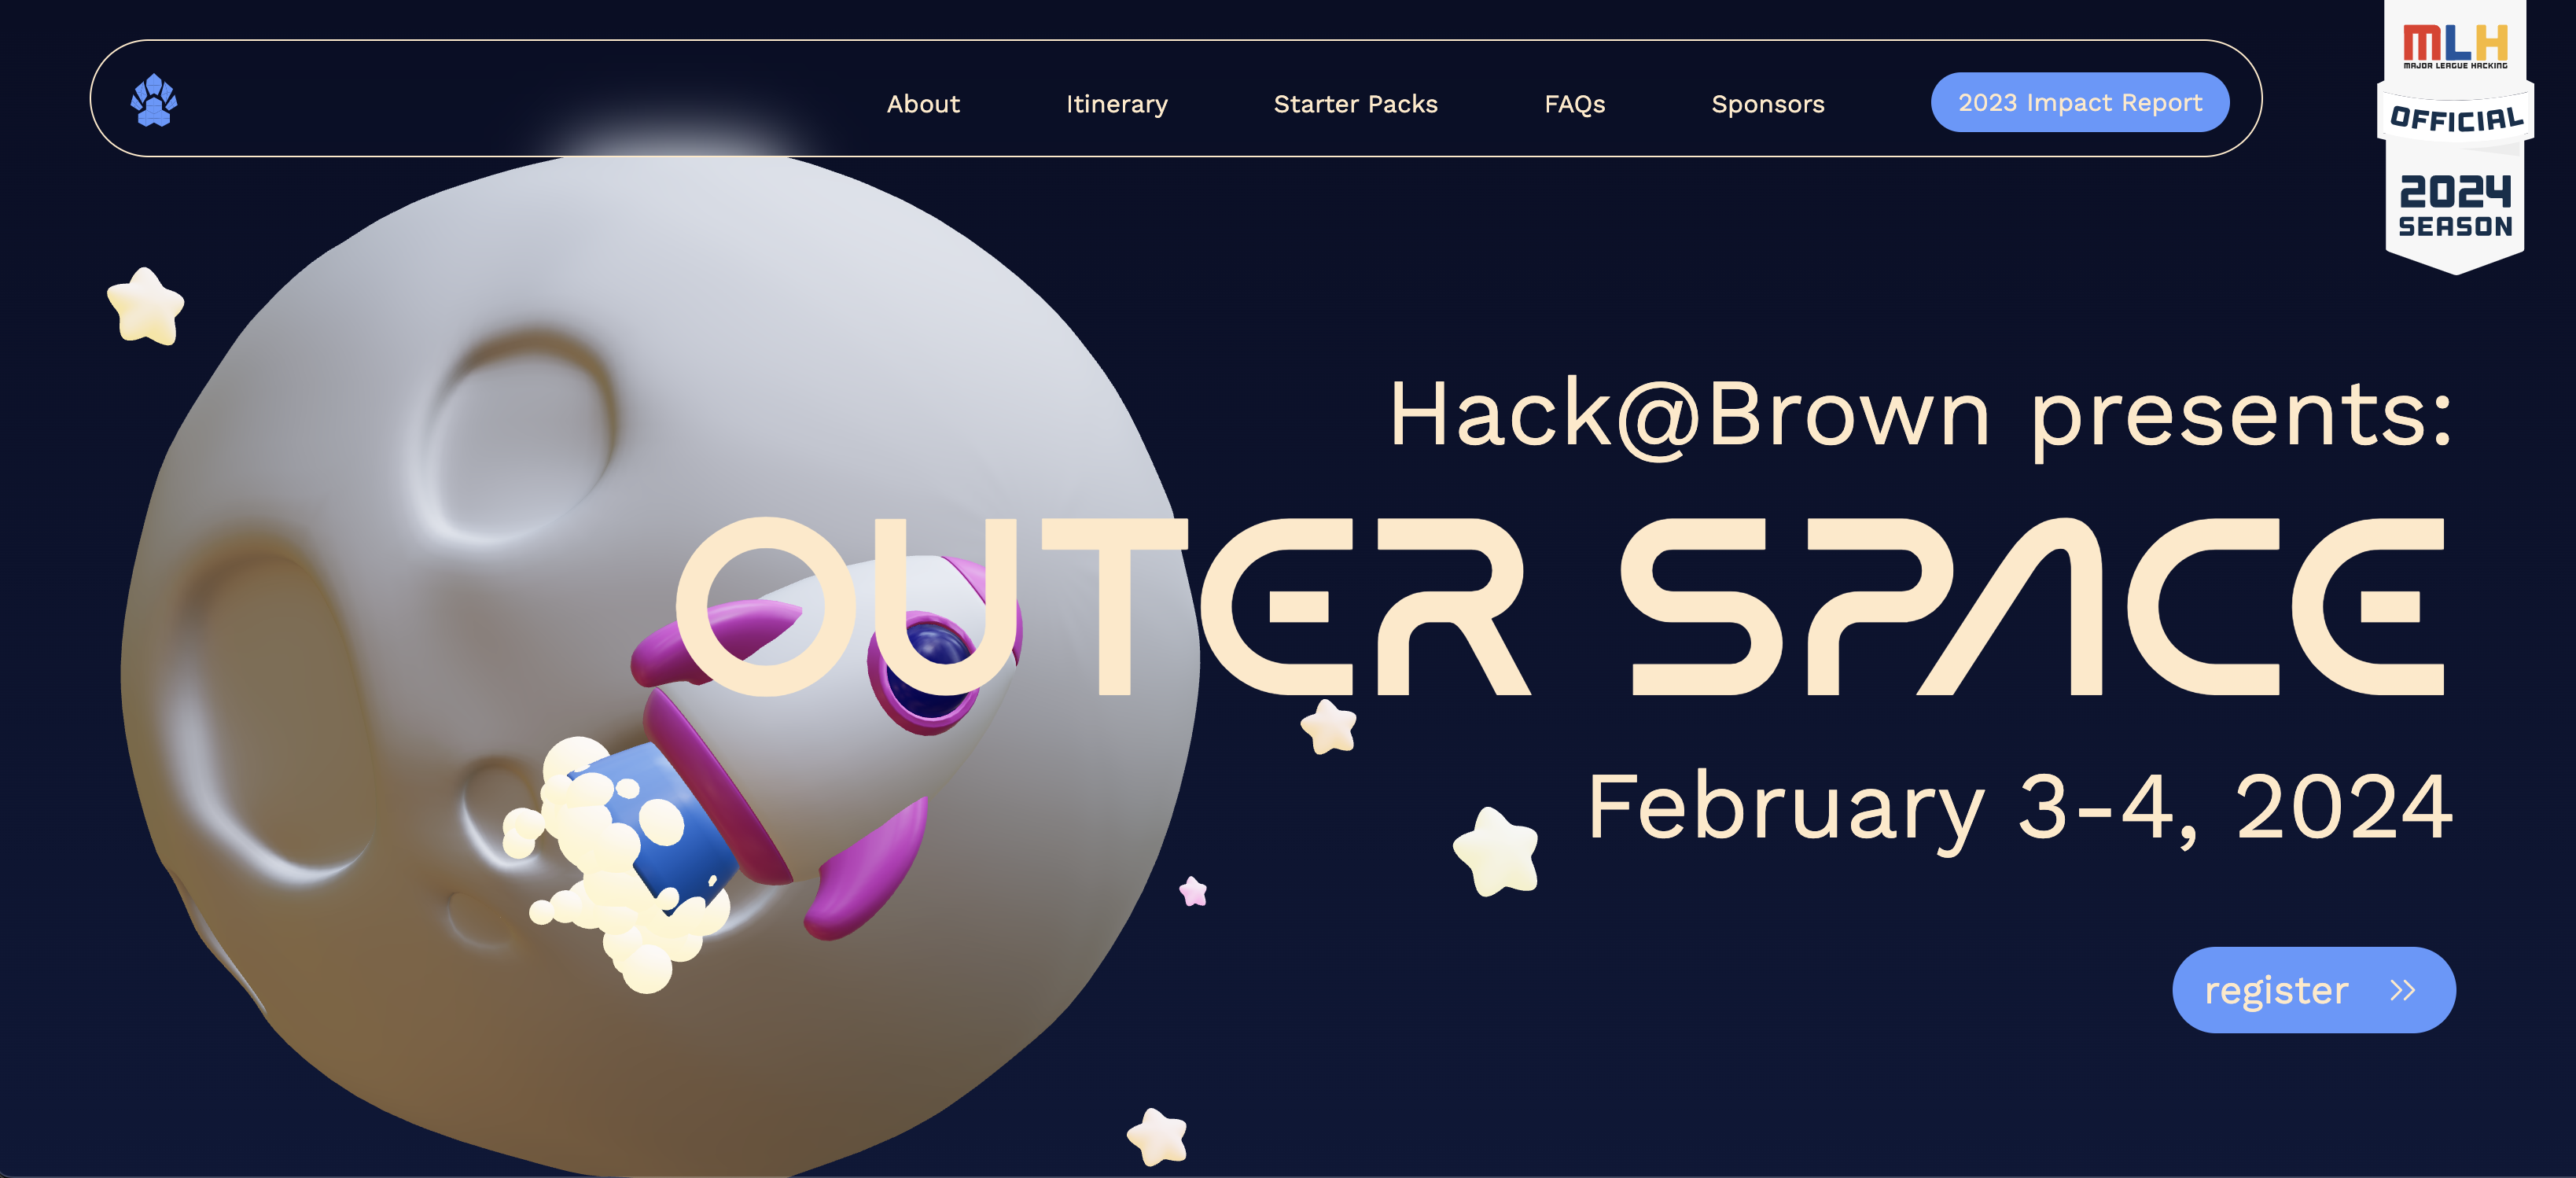 About
Itinerary
Starter Packs
FAQs
Sponsors
2023 Impact Report
MLH
MAJOR LEAGUE HACKING
OFFICIAL
2024
SEASON
Hack@Brown presents:
OUTER SPACE
February 3-4, 2024
register